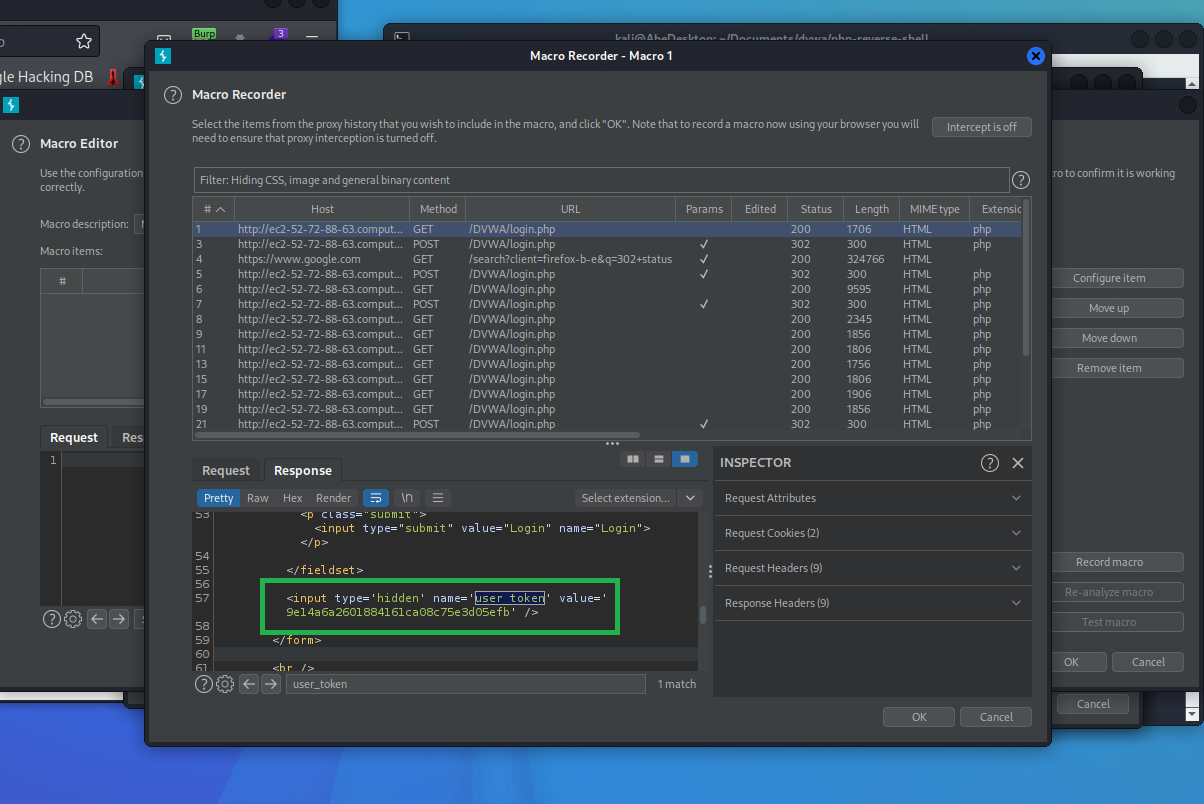 Burp
3
kali@AbeDesktop: ~/Documents/dvwa/php-reverse-shell
Macro Recorder - Macro 1
le Hacking DB
Macro Editor
Use the configuration
correctly.
Macro description:
Macro items:
#
Request
Res
1
Macro Recorder
Select the items from the proxy history that you wish to include in the macro, and click "OK". Note that to record a macro now using your browser you will
need to ensure that proxy interception is turned off.
Intercept is off
Filter: Hiding CSS, image and general binary content
# Host Method URL Params Edited Status Length MIME type Extensic
1 http://ec2-52-72-88-63.comput... GET /DVWA/login.php 200 1706 HTML php
3 http://ec2-52-72-88-63.comput... POST /DVWA/login.php ✓ 302 300 HTML php
4 https://www.google.com GET /search?client=firefox-b-e&q=302+status ✓ 200 324766 HTML
5 http://ec2-52-72-88-63.comput... POST /DVWA/login.php ✓ 302 300 HTML php
6 http://ec2-52-72-88-63.comput... GET /DVWA/login.php 200 9595 HTML php
7 http://ec2-52-72-88-63.comput... POST /DVWA/login.php ✓ 302 300 HTML php
8 http://ec2-52-72-88-63.comput... GET /DVWA/login.php 200 2345 HTML php
9 http://ec2-52-72-88-63.comput... GET /DVWA/login.php 200 1856 HTML php
11 http://ec2-52-72-88-63.comput... GET /DVWA/login.php 200 1806 HTML php
13 http://ec2-52-72-88-63.comput... GET /DVWA/login.php 200 1756 HTML php
15 http://ec2-52-72-88-63.comput... GET /DVWA/login.php 200 1806 HTML php
17 http://ec2-52-72-88-63.comput... GET /DVWA/login.php 200 1906 HTML php
19 http://ec2-52-72-88-63.comput... GET /DVWA/login.php 200 1856 HTML php
21 http://ec2-52-72-88-63.comput... POST /DVWA/login.php ✓ 302 300 HTML php
Request Response
Pretty Raw Hex Render \n Select extension...
53 <p class="submit">
<input type="submit" value="Login" name="Login">
</p>
54
55 </fieldset>
56
57 <input type='hidden' name='user_token' value='
9e14a6a2601884161ca08c75e3d05efb' />
58
59 </form>
60
61 <br />
user_token
1 match
INSPECTOR
Request Attributes
Request Cookies (2)
Request Headers (9)
Response Headers (9)
OK
Cancel
ro to confirm it is working
Configure item
Move up
Move down
Remove item
Record macro
Re-analyze macro
Test macro
OK
Cancel
Cancel